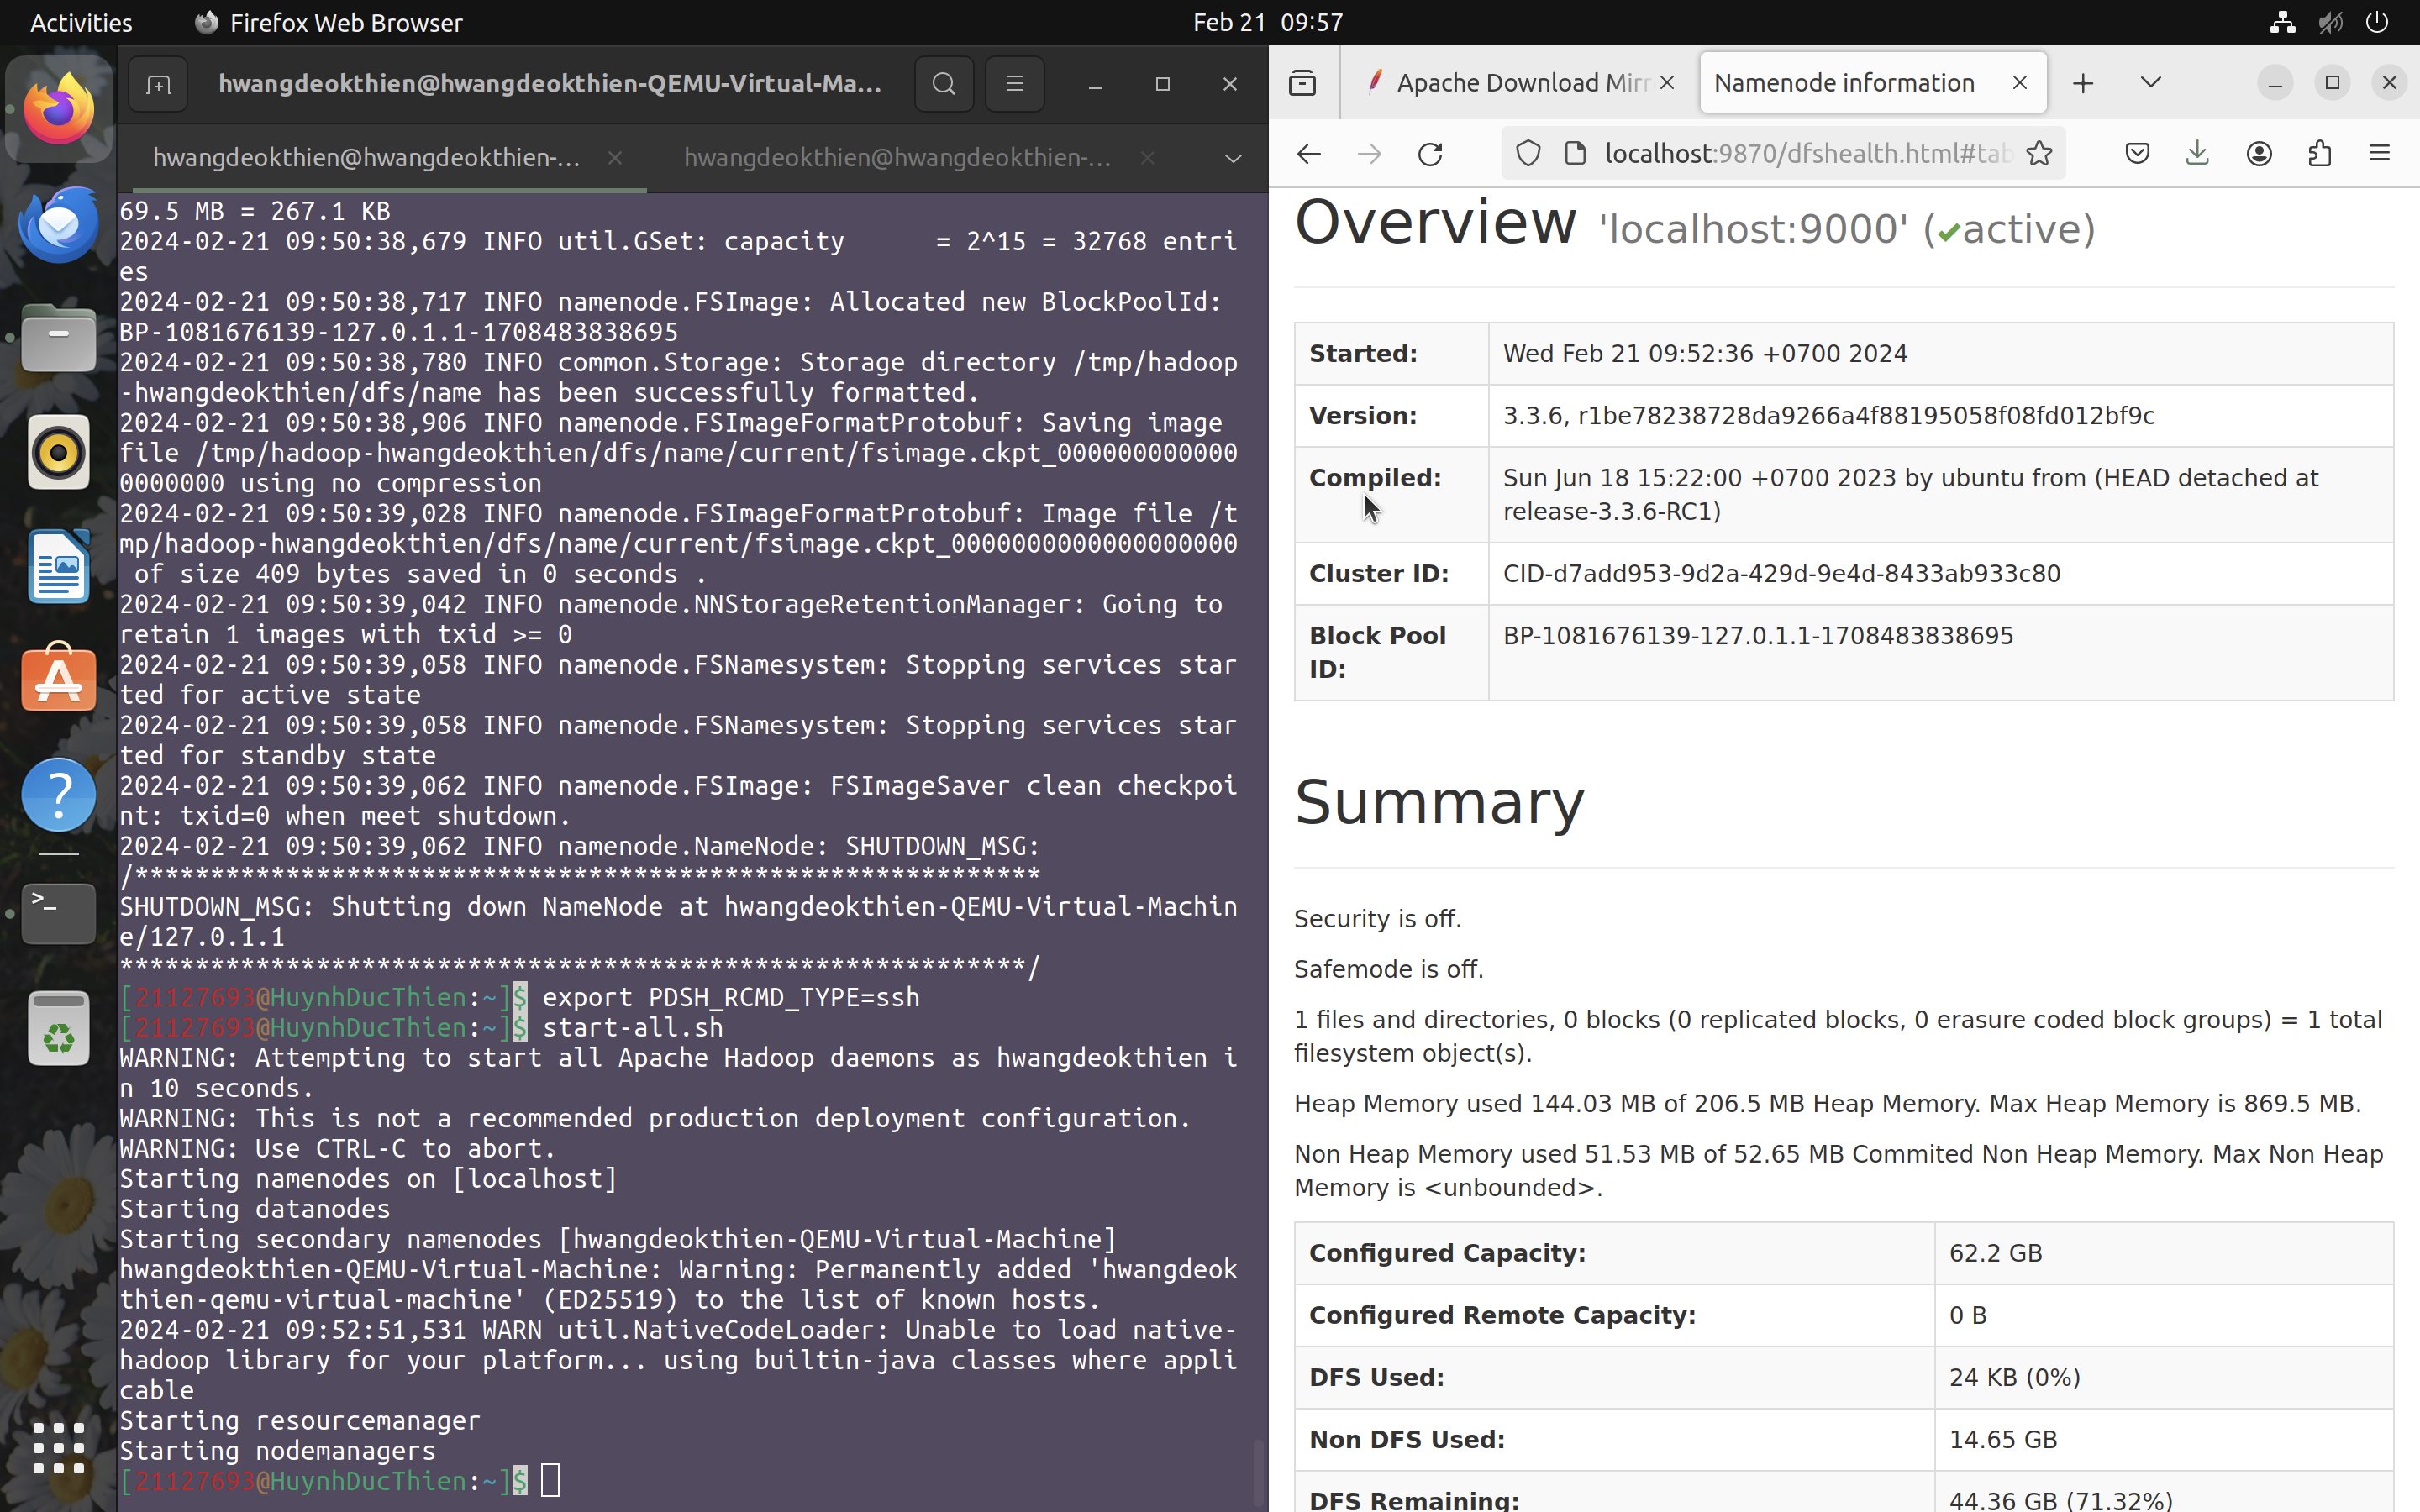 Activities
Firefox Web Browser
Feb 21 09:57
hwangdeokthien@hwangdeokthien-QEMU-Virtual-Ma...
hwangdeokthien@hwangdeokthien-...
hwangdeokthien@hwangdeokthien-...
69.5 MB = 267.1 KB
2024-02-21 09:50:38,679 INFO util.GSet: capacity      = 2^15 = 32768 entri
es
2024-02-21 09:50:38,717 INFO namenode.FSImage: Allocated new BlockPoolId:
BP-1081676139-127.0.1.1-1708483838695
2024-02-21 09:50:38,780 INFO common.Storage: Storage directory /tmp/hadoop
-hwangdeokthien/dfs/name has been successfully formatted.
2024-02-21 09:50:38,906 INFO namenode.FSImageFormatProtobuf: Saving image
file /tmp/hadoop-hwangdeokthien/dfs/name/current/fsimage.ckpt_000000000000
0000000 using no compression
2024-02-21 09:50:39,028 INFO namenode.FSImageFormatProtobuf: Image file /t
mp/hadoop-hwangdeokthien/dfs/name/current/fsimage.ckpt_0000000000000000000
of size 409 bytes saved in 0 seconds .
2024-02-21 09:50:39,042 INFO namenode.NNStorageRetentionManager: Going to
retain 1 images with txid >= 0
2024-02-21 09:50:39,058 INFO namenode.FSNamesystem: Stopping services star
ted for active state
2024-02-21 09:50:39,058 INFO namenode.FSNamesystem: Stopping services star
ted for standby state
2024-02-21 09:50:39,062 INFO namenode.FSImage: FSImageSaver clean checkpoi
nt: txid=0 when meet shutdown.
2024-02-21 09:50:39,062 INFO namenode.NameNode: SHUTDOWN_MSG:
/************************************************************
SHUTDOWN_MSG: Shutting down NameNode at hwangdeokthien-QEMU-Virtual-Machin
e/127.0.1.1
************************************************************/
[21127693@HuynhDucThien:~]$ export PDSH_RCMD_TYPE=ssh
[21127693@HuynhDucThien:~]$ start-all.sh
WARNING: Attempting to start all Apache Hadoop daemons as hwangdeokthien i
n 10 seconds.
WARNING: This is not a recommended production deployment configuration.
WARNING: Use CTRL-C to abort.
Starting namenodes on [localhost]
Starting datanodes
Starting secondary namenodes [hwangdeokthien-QEMU-Virtual-Machine]
hwangdeokthien-QEMU-Virtual-Machine: Warning: Permanently added 'hwangdeok
thien-qemu-virtual-machine' (ED25519) to the list of known hosts.
2024-02-21 09:52:51,531 WARN util.NativeCodeLoader: Unable to load native-
hadoop library for your platform... using builtin-java classes where appli
cable
Starting resourcemanager
Starting nodemanagers
[21127693@HuynhDucThien:~]$
Apache Download Mirr
Namenode information
localhost:9870/dfshealth.html#tab
Overview 'localhost:9000' (✔active)
Started: Wed Feb 21 09:52:36 +0700 2024
Version: 3.3.6, r1be78238728da9266a4f88195058f08fd012bf9c
Compiled: Sun Jun 18 15:22:00 +0700 2023 by ubuntu from (HEAD detached at
release-3.3.6-RC1)
Cluster ID: CID-d7add953-9d2a-429d-9e4d-8433ab933c80
Block Pool BP-1081676139-127.0.1.1-1708483838695
ID:
Summary
Security is off.
Safemode is off.
1 files and directories, 0 blocks (0 replicated blocks, 0 erasure coded block groups) = 1 total
filesystem object(s).
Heap Memory used 144.03 MB of 206.5 MB Heap Memory. Max Heap Memory is 869.5 MB.
Non Heap Memory used 51.53 MB of 52.65 MB Commited Non Heap Memory. Max Non Heap
Memory is <unbounded>.
Configured Capacity: 62.2 GB
Configured Remote Capacity: 0 B
DFS Used: 24 KB (0%)
Non DFS Used: 14.65 GB
DFS Remaining: 44.36 GB (71.32%)